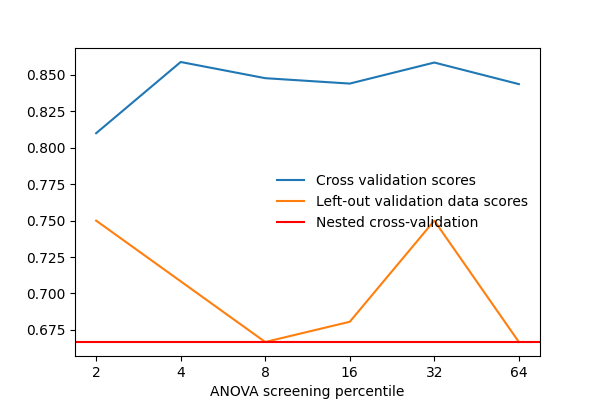 0.850
0.825
0.800
0.775
0.750
0.725
0.700
0.675
Cross validation scores
Left-out validation data scores
Nested cross-validation
2 4 8 16 32 64
ANOVA screening percentile